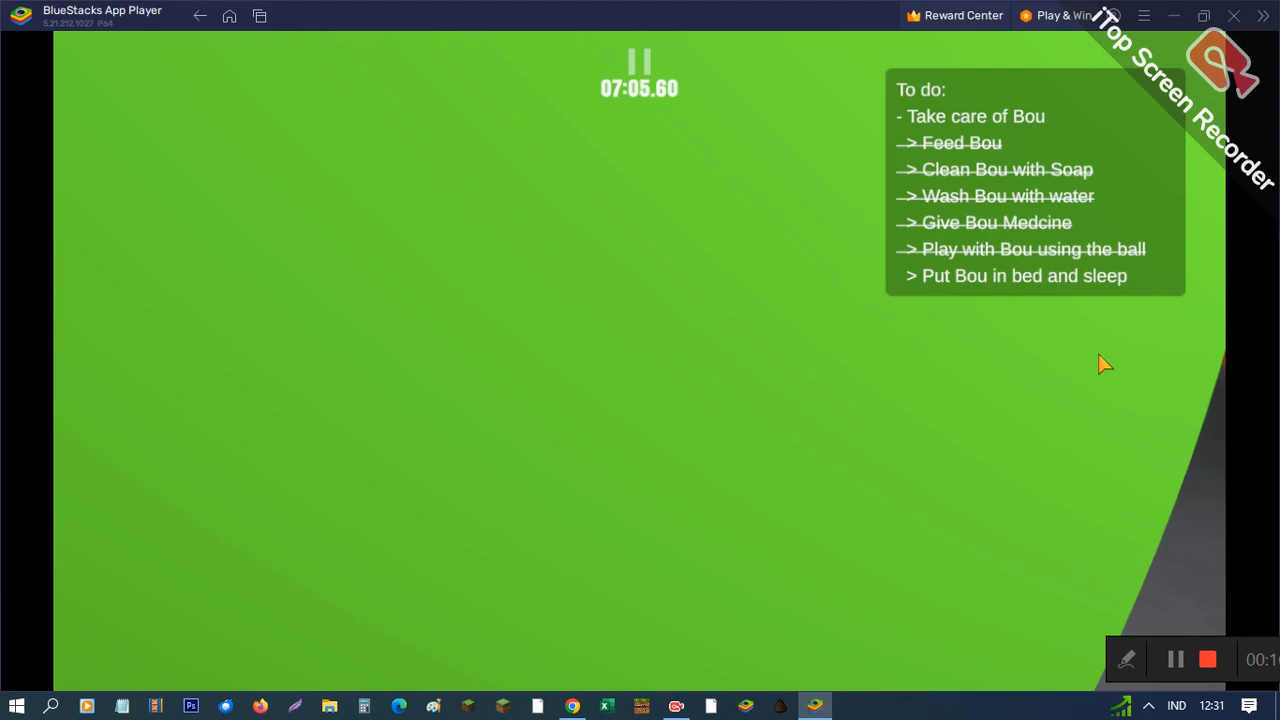 BlueStacks App Player
5.21.212.1027 P64
Reward Center
Play & Win
iTop Screen Recorder
07:05.60
To do:
- Take care of Bou
> Feed Bou
> Clean Bou with Soap
> Wash Bou with water
> Give Bou Medcine
> Play with Bou using the ball
> Put Bou in bed and sleep
IND
12:31